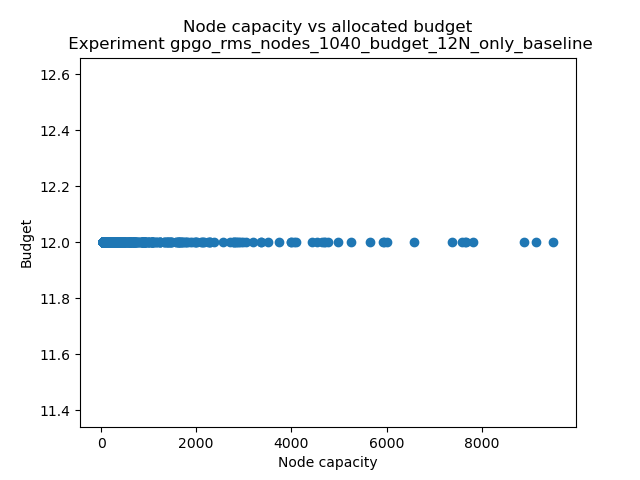 Node capacity vs allocated budget
Experiment gpgo_rms_nodes_1040_budget_12N_only_baseline
12.6
12.4
12.2
12.0
11.8
11.6
11.4
Budget
0 2000 4000 6000 8000
Node capacity